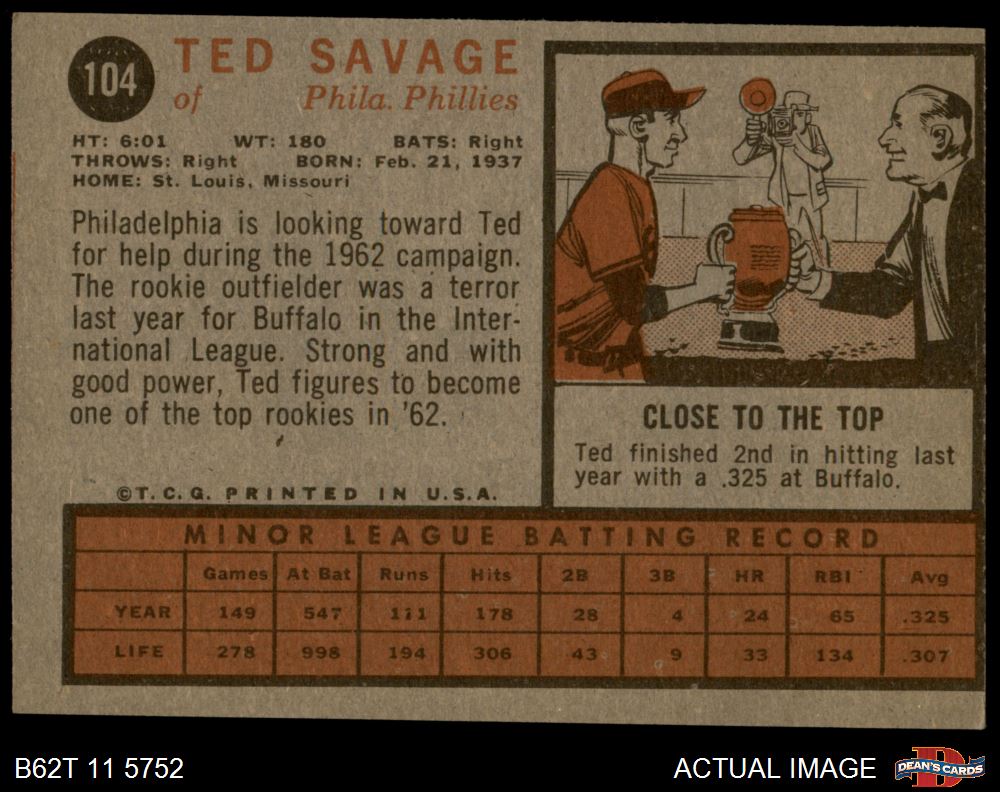 104
TED SAVAGE
of Phila. Phillies
HT: 6:01 WT: 180 BATS: Right
THROWS: Right BORN: Feb. 21, 1937
HOME: St. Louis, Missouri
Philadelphia is looking toward Ted
for help during the 1962 campaign.
The rookie outfielder was a terror
last year for Buffalo in the Inter-
national League. Strong and with
good power, Ted figures to become
one of the top rookies in '62.
©T.C.G. PRINTED IN U.S.A.
CLOSE TO THE TOP
Ted finished 2nd in hitting last
year with a .325 at Buffalo.
MINOR LEAGUE BATTING RECORD
Games At Bat Runs Hits 2B 3B HR RBI Avg
YEAR 149 547 111 178 28 4 24 65 .325
LIFE 278 998 194 306 43 9 33 134 .307
B62T 11 5752
ACTUAL IMAGE
DEAN'S CARDS